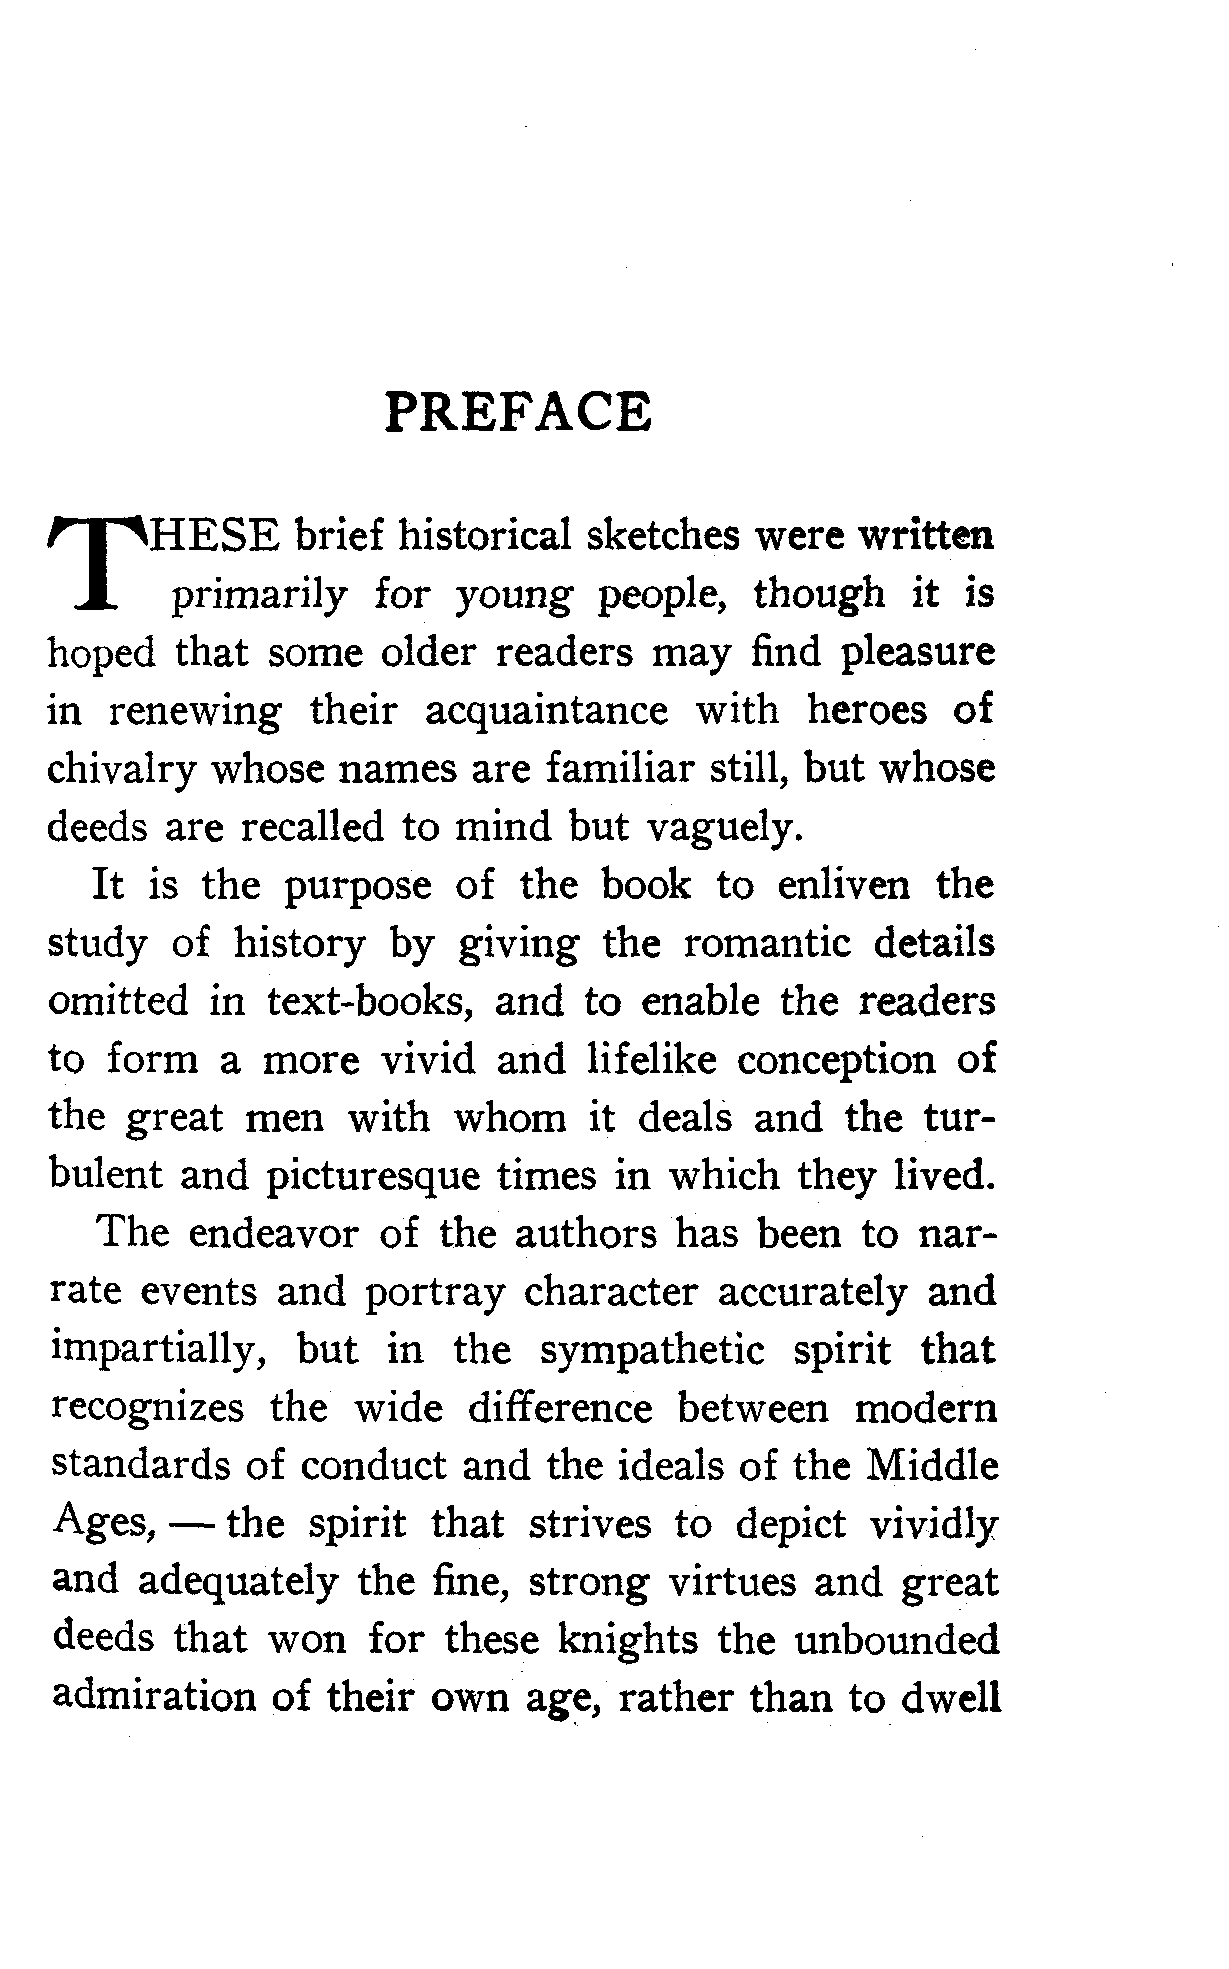 PREFACE
THESE brief historical sketches were written
primarily for young people, though it is
hoped that some older readers may find pleasure
in renewing their acquaintance with heroes of
chivalry whose names are familiar still, but whose
deeds are recalled to mind but vaguely.
It is the purpose of the book to enliven the
study of history by giving the romantic details
omitted in text-books, and to enable the readers
to form a more vivid and lifelike conception of
the great men with whom it deals and the tur-
bulent and picturesque times in which they lived.
The endeavor of the authors has been to nar-
rate events and portray character accurately and
impartially, but in the sympathetic spirit that
recognizes the wide difference between modern
standards of conduct and the ideals of the Middle
Ages, — the spirit that strives to depict vividly
and adequately the fine, strong virtues and great
deeds that won for these knights the unbounded
admiration of their own age, rather than to dwell